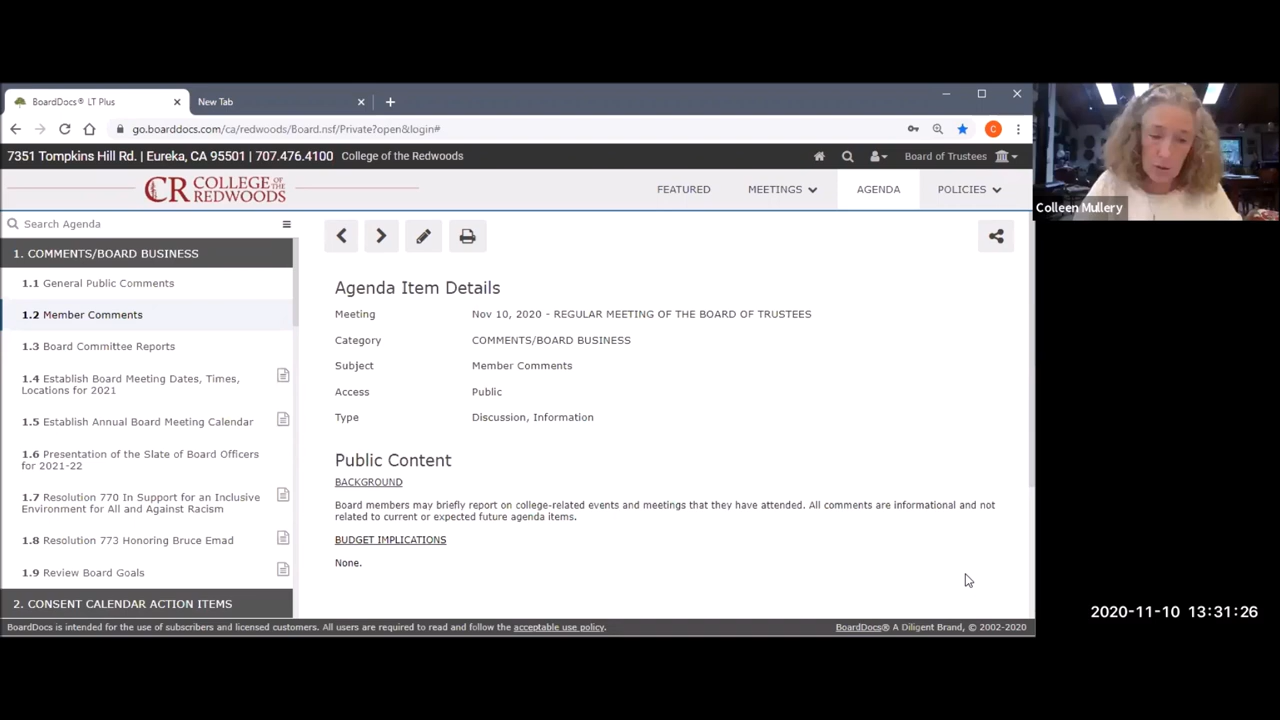 BoardDocs® LT Plus
New Tab
go.boarddocs.com/ca/redwoods/Board.nsf/Private?open&login#
C
7351 Tompkins Hill Rd. | Eureka, CA 95501 | 707.476.4100 College of the Redwoods
Board of Trustees
CR COLLEGE OF THE REDWOODS
FEATURED MEETINGS AGENDA POLICIES
Search Agenda
1. COMMENTS/BOARD BUSINESS
1.1 General Public Comments
1.2 Member Comments
1.3 Board Committee Reports
1.4 Establish Board Meeting Dates, Times,
Locations for 2021
1.5 Establish Annual Board Meeting Calendar
1.6 Presentation of the Slate of Board Officers
for 2021-22
1.7 Resolution 770 In Support for an Inclusive
Environment for All and Against Racism
1.8 Resolution 773 Honoring Bruce Emad
1.9 Review Board Goals
2. CONSENT CALENDAR ACTION ITEMS
Agenda Item Details
Meeting Nov 10, 2020 - REGULAR MEETING OF THE BOARD OF TRUSTEES
Category COMMENTS/BOARD BUSINESS
Subject Member Comments
Access Public
Type Discussion, Information
Public Content
BACKGROUND
Board members may briefly report on college-related events and meetings that they have attended. All comments are informational and not
related to current or expected future agenda items.
BUDGET IMPLICATIONS
None.
BoardDocs is intended for the use of subscribers and licensed customers. All users are required to read and follow the acceptable use policy.
BoardDocs® A Diligent Brand, © 2002-2020
Colleen Mullery
2020-11-10 13:31:26